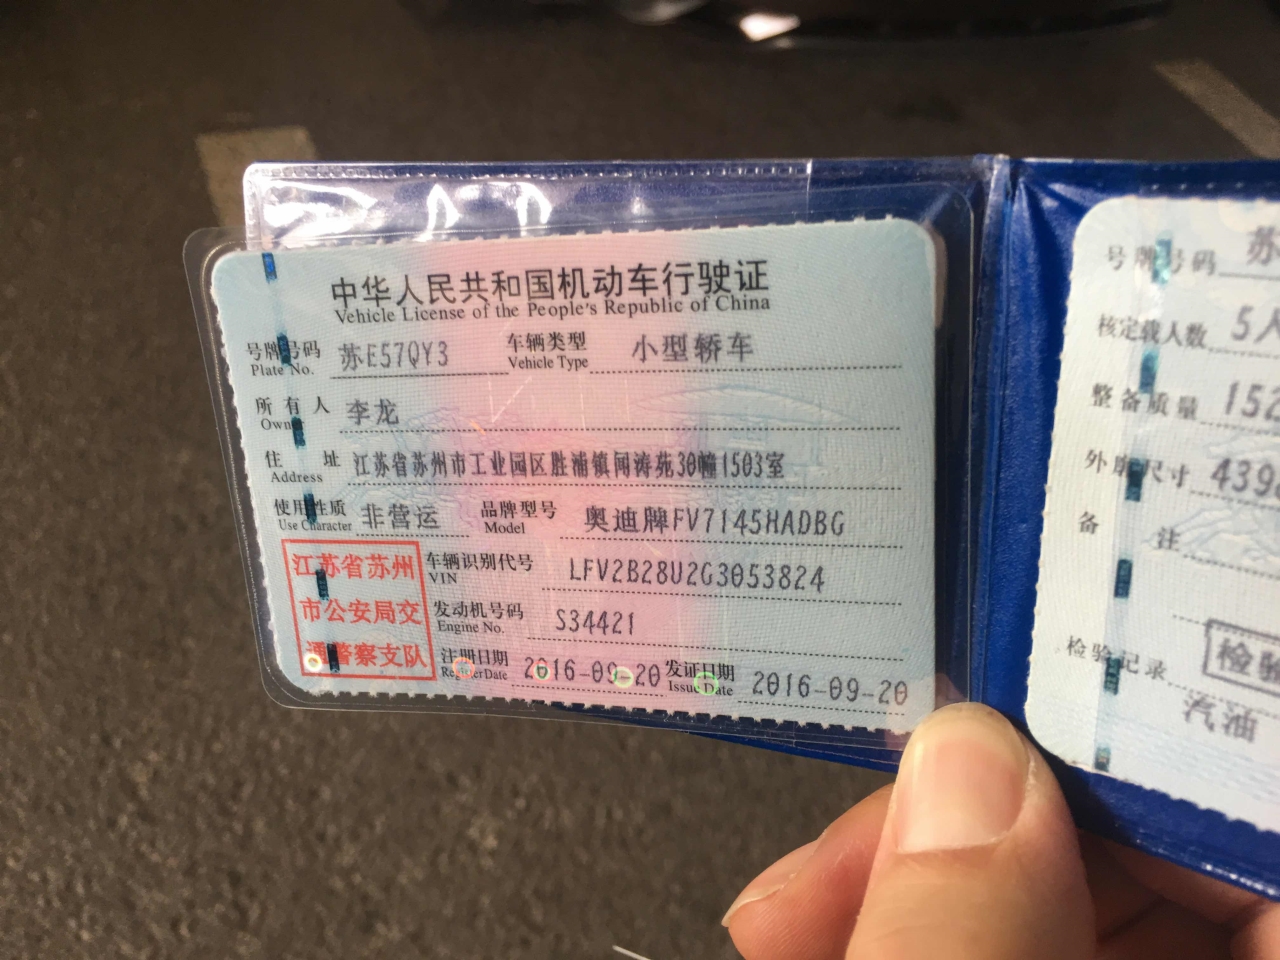 中华人民共和国机动车行驶证
Vehicle License of the People's Republic of China
号牌号码 苏E57QY3 车辆类型 小型轿车
Plate No. Vehicle Type
所有人 李龙
Owner
住址 江苏省苏州市工业园区胜浦镇闻涛苑30幢1503室
Address
使用性质 非营运 品牌型号 奥迪牌FV7145HADBG
Use Character Model
江苏省苏州
市公安局交
通警察支队
车辆识别代号 LFV2B28U2G3053824
VIN
发动机号码 S34421
Engine No.
注册日期 2016-09-20 发证日期 2016-09-20
Register Date Issue Date
号牌号码 苏
核定载人数 5人
整备质量 152
外廓尺寸 439
备注
检验记录 检验
汽油